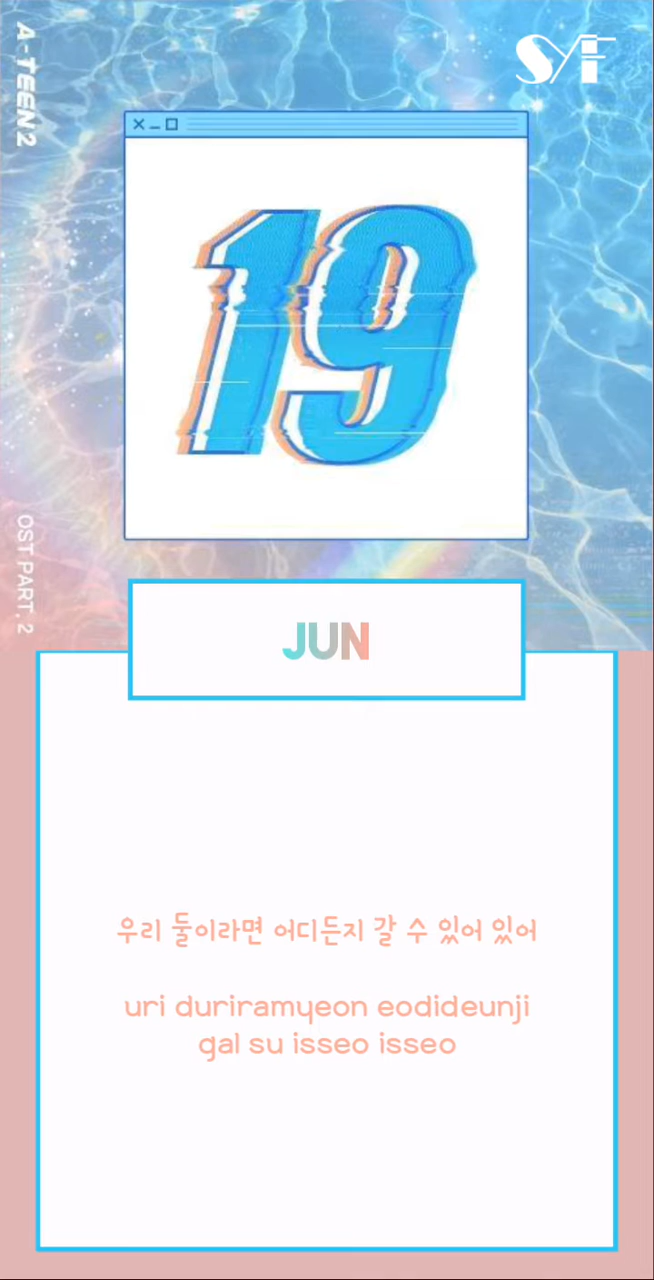 A-TEEN 2
SYF
19
OST PART. 2
JUN
우리 둘이라면 어디든지 갈 수 있어 있어
uri duriramyeon eodideunji
gal su isseo isseo